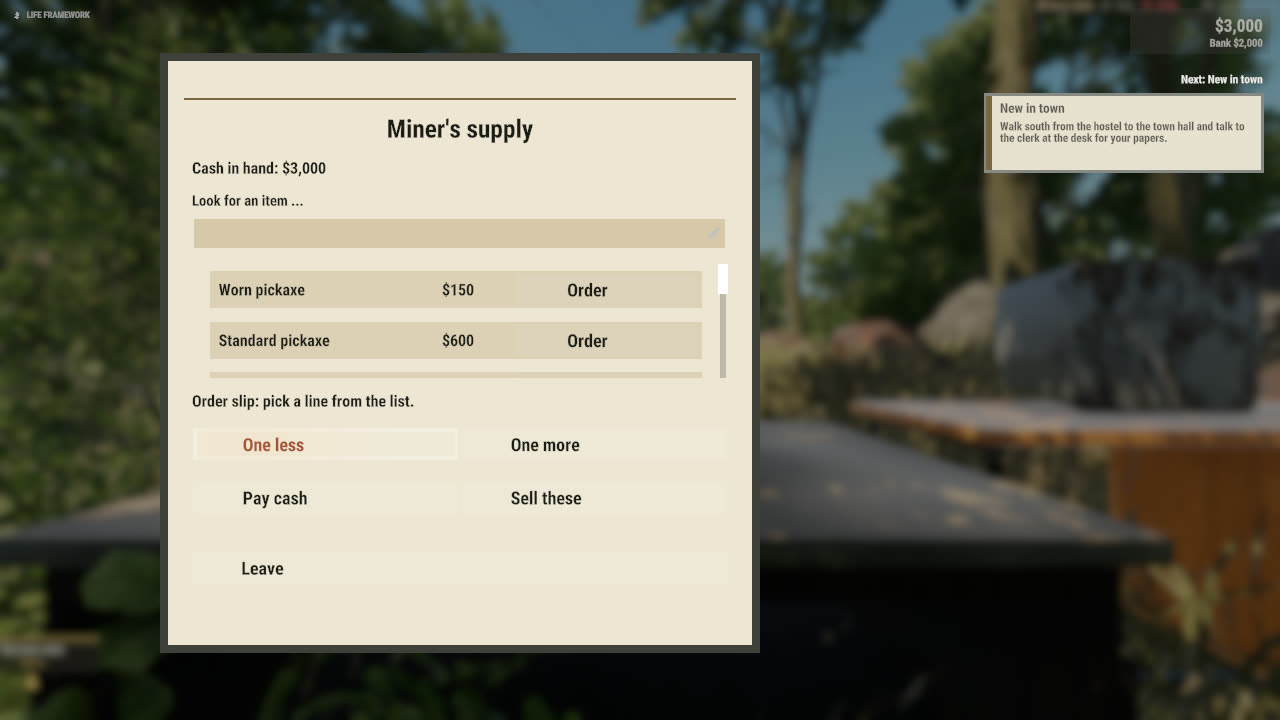 LIFE FRAMEWORK
$3,000
Bank $2,000
Next: New in town
New in town
Walk south from the hostel to the town hall and talk to
the clerk at the desk for your papers.
Miner's supply
Cash in hand: $3,000
Look for an item ...
Worn pickaxe $150 Order
Standard pickaxe $600 Order
Order slip: pick a line from the list.
One less One more
Pay cash Sell these
Leave